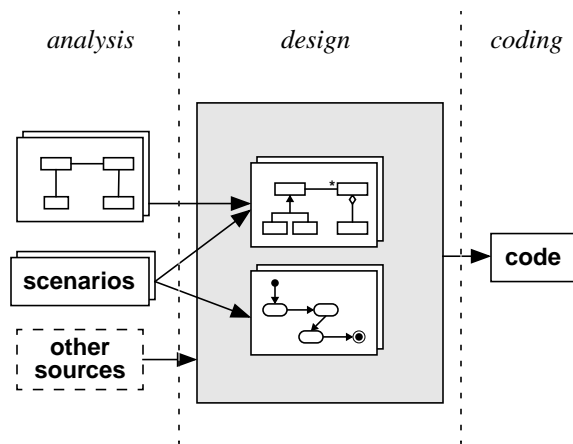 analysis
design
coding
*
scenarios
code
other
sources